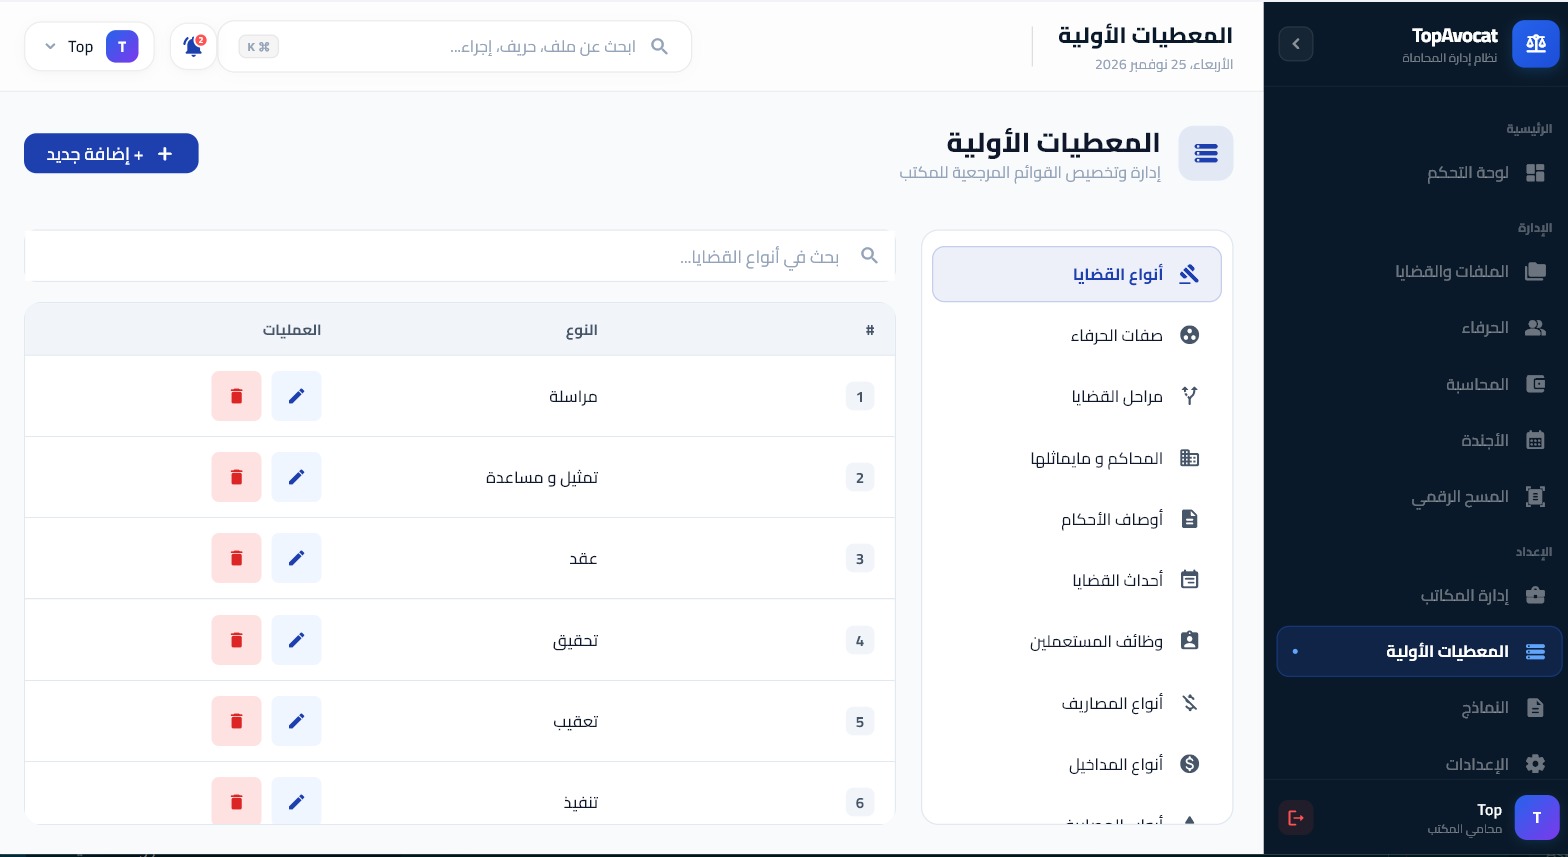 TopAvocat
نظام إدارة المحاماة
الرئيسية
لوحة التحكم
الإدارة
الملفات والقضايا
الحرفاء
المحاسبة
الأجندة
المسح الرقمي
الإعداد
إدارة المكاتب
المعطيات الأولية
النماذج
الإعدادات
Top
محامي المكتب
T
المعطيات الأولية
الأربعاء، 25 نوفمبر 2026
ابحث عن ملف، حريف، إجراء...
⌘ K
2
T
Top
المعطيات الأولية
إدارة وتخصيص القوائم المرجعية للمكتب
+ إضافة جديد
أنواع القضايا
صفات الحرفاء
مراحل القضايا
المحاكم و مايماثلها
أوصاف الأحكام
أحداث القضايا
وظائف المستعملين
أنواع المصاريف
أنواع المداخيل
بحث في أنواع القضايا...
# النوع العمليات
1 مراسلة
2 تمثيل و مساعدة
3 عقد
4 تحقيق
5 تعقيب
6 تنفيذ